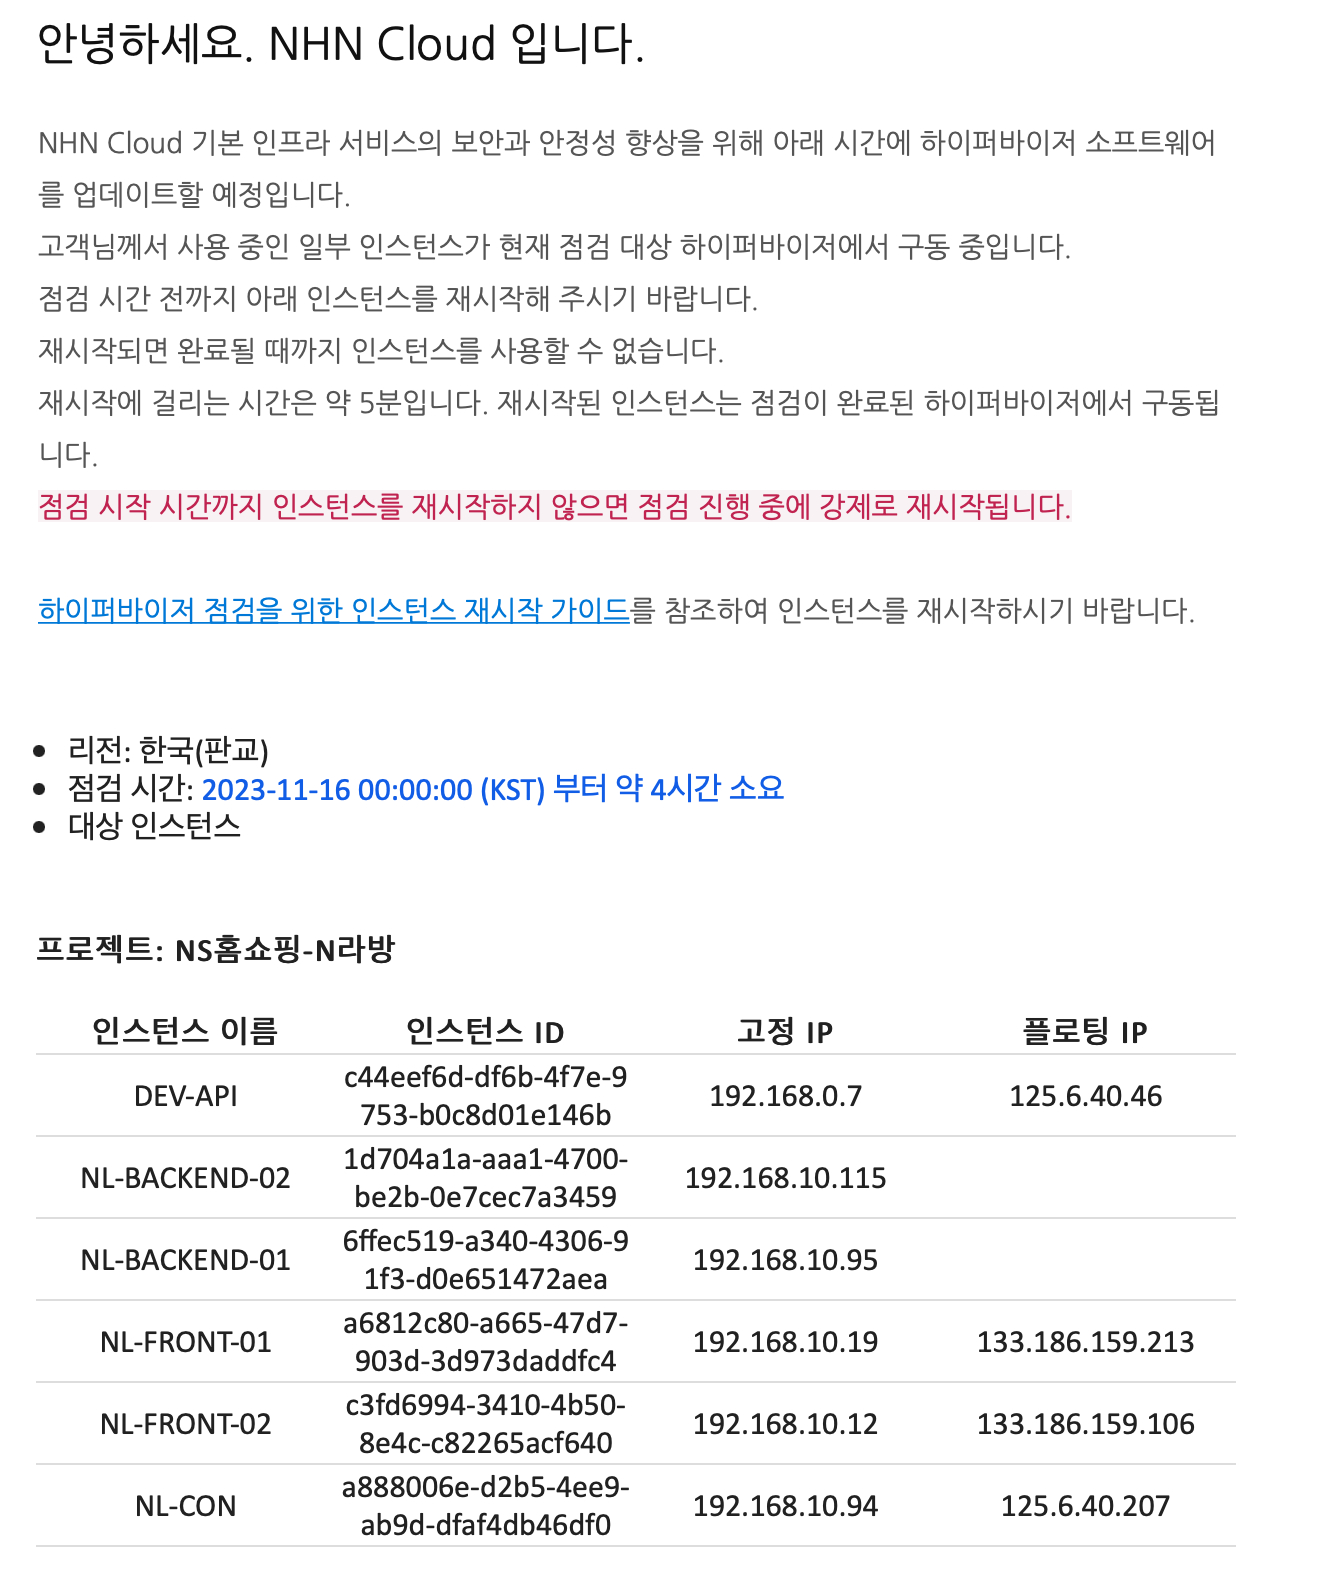 안녕하세요. NHN Cloud 입니다.
NHN Cloud 기본 인프라 서비스의 보안과 안정성 향상을 위해 아래 시간에 하이퍼바이저 소프트웨어
를 업데이트할 예정입니다.
고객님께서 사용 중인 일부 인스턴스가 현재 점검 대상 하이퍼바이저에서 구동 중입니다.
점검 시간 전까지 아래 인스턴스를 재시작해 주시기 바랍니다.
재시작되면 완료될 때까지 인스턴스를 사용할 수 없습니다.
재시작에 걸리는 시간은 약 5분입니다. 재시작된 인스턴스는 점검이 완료된 하이퍼바이저에서 구동됩
니다.
점검 시작 시간까지 인스턴스를 재시작하지 않으면 점검 진행 중에 강제로 재시작됩니다.
하이퍼바이저 점검을 위한 인스턴스 재시작 가이드를 참조하여 인스턴스를 재시작하시기 바랍니다.
• 리전: 한국(판교)
• 점검 시간: 2023-11-16 00:00:00 (KST) 부터 약 4시간 소요
• 대상 인스턴스
프로젝트: NS홈쇼핑-N라방
인스턴스 이름 인스턴스 ID 고정 IP 플로팅 IP
c44eef6d-df6b-4f7e-9
DEV-API 192.168.0.7 125.6.40.46
753-b0c8d01e146b
1d704a1a-aaa1-4700-
NL-BACKEND-02 192.168.10.115
be2b-0e7cec7a3459
6ffec519-a340-4306-9
NL-BACKEND-01 192.168.10.95
1f3-d0e651472aea
a6812c80-a665-47d7-
NL-FRONT-01 192.168.10.19 133.186.159.213
903d-3d973daddfc4
c3fd6994-3410-4b50-
NL-FRONT-02 192.168.10.12 133.186.159.106
8e4c-c82265acf640
a888006e-d2b5-4ee9-
NL-CON 192.168.10.94 125.6.40.207
ab9d-dfaf4db46df0